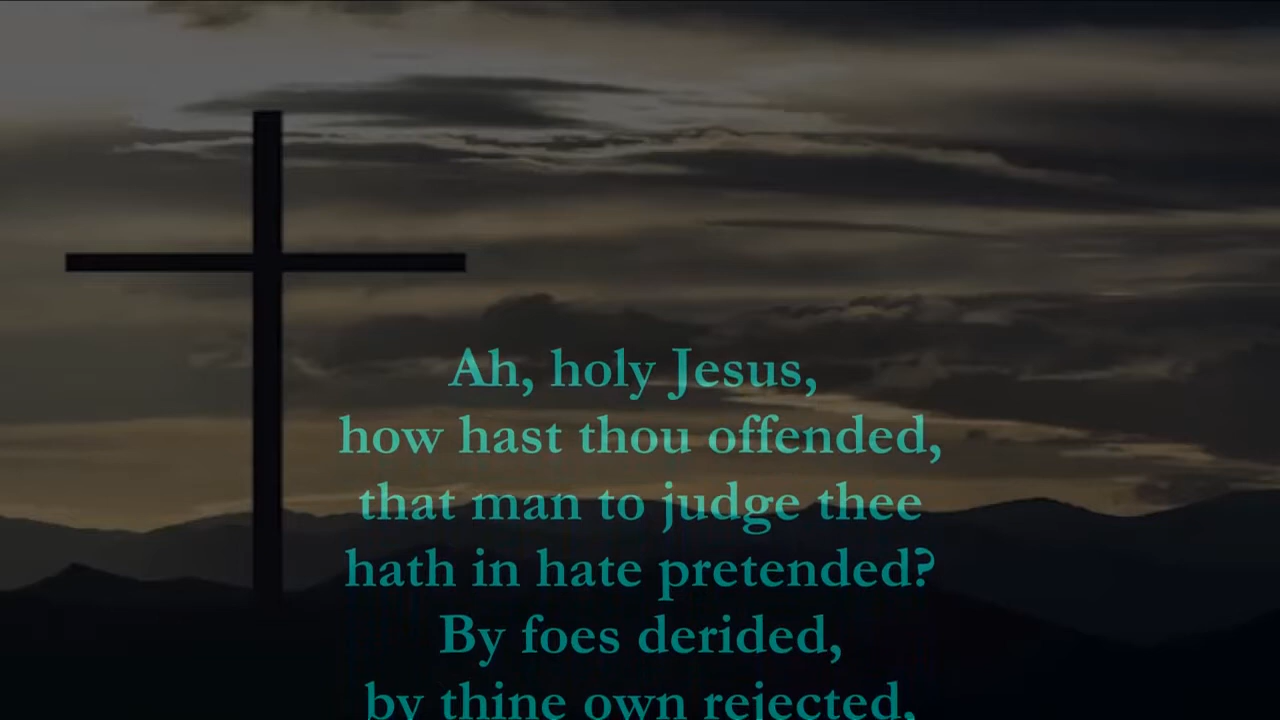 Ah, holy Jesus,
how hast thou offended,
that man to judge thee
hath in hate pretended?
By foes derided,
by thine own rejected,